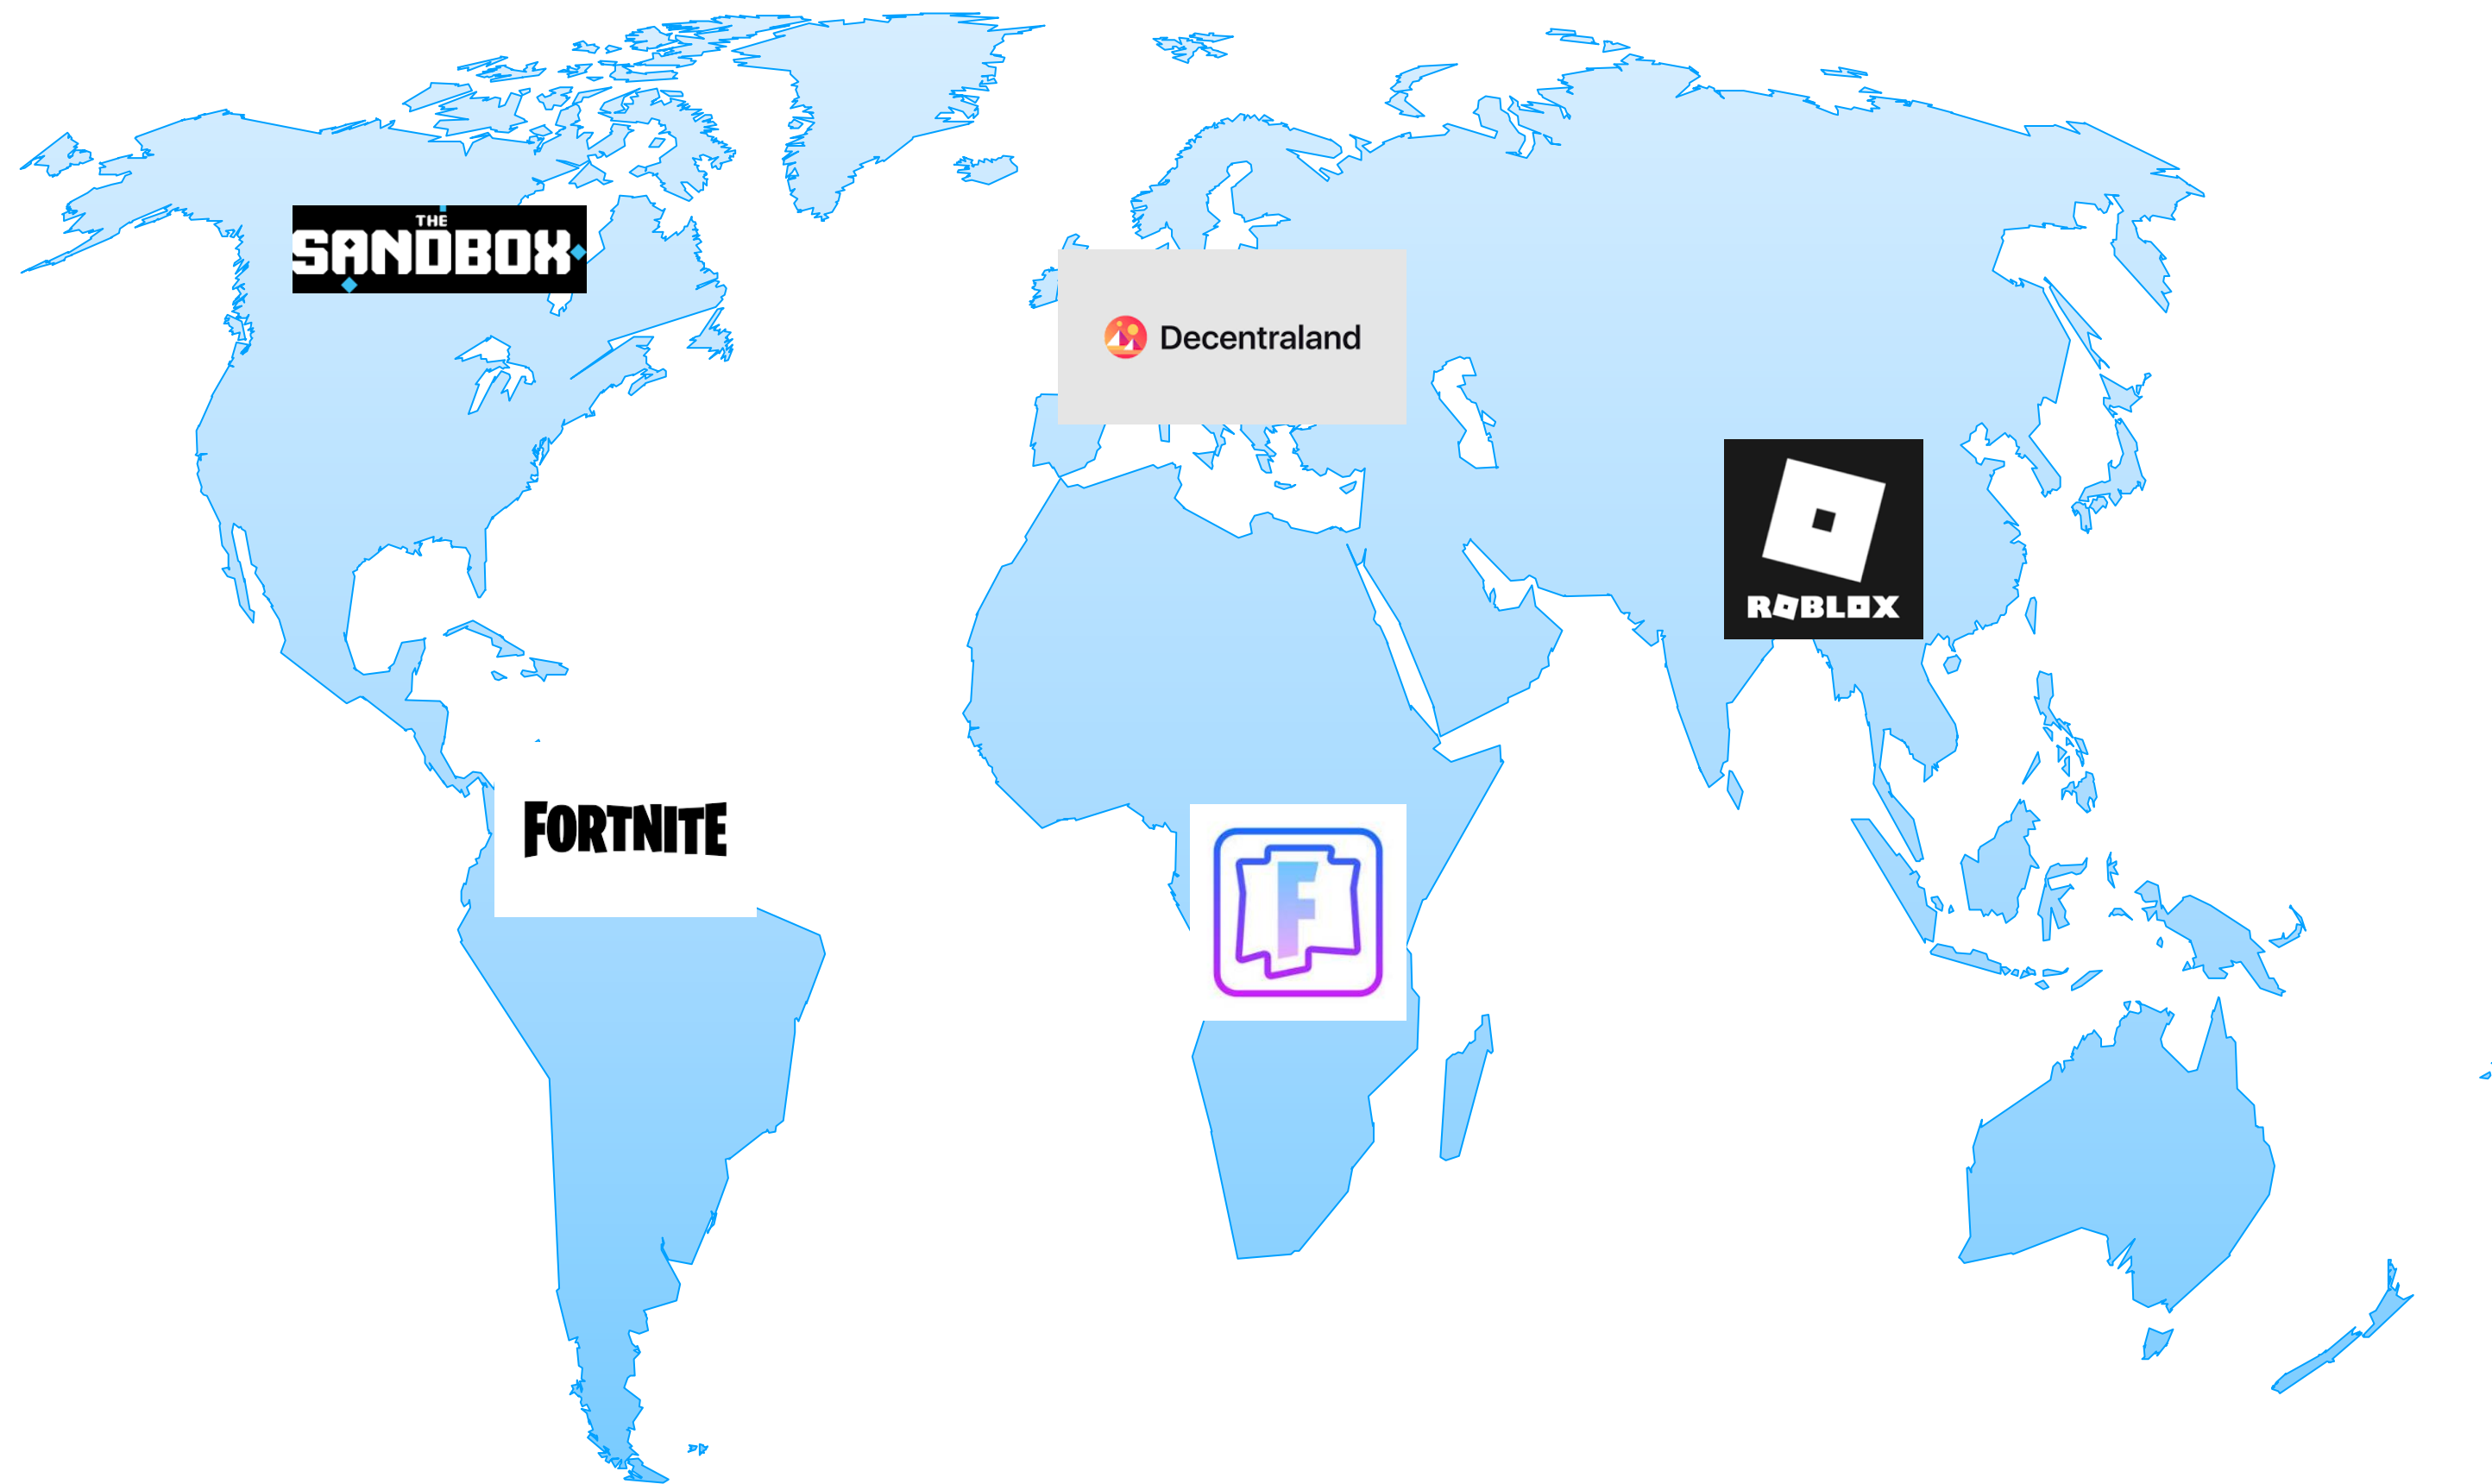 THE
SANDBOX
Decentraland
ROBLOX
FORTNITE
F